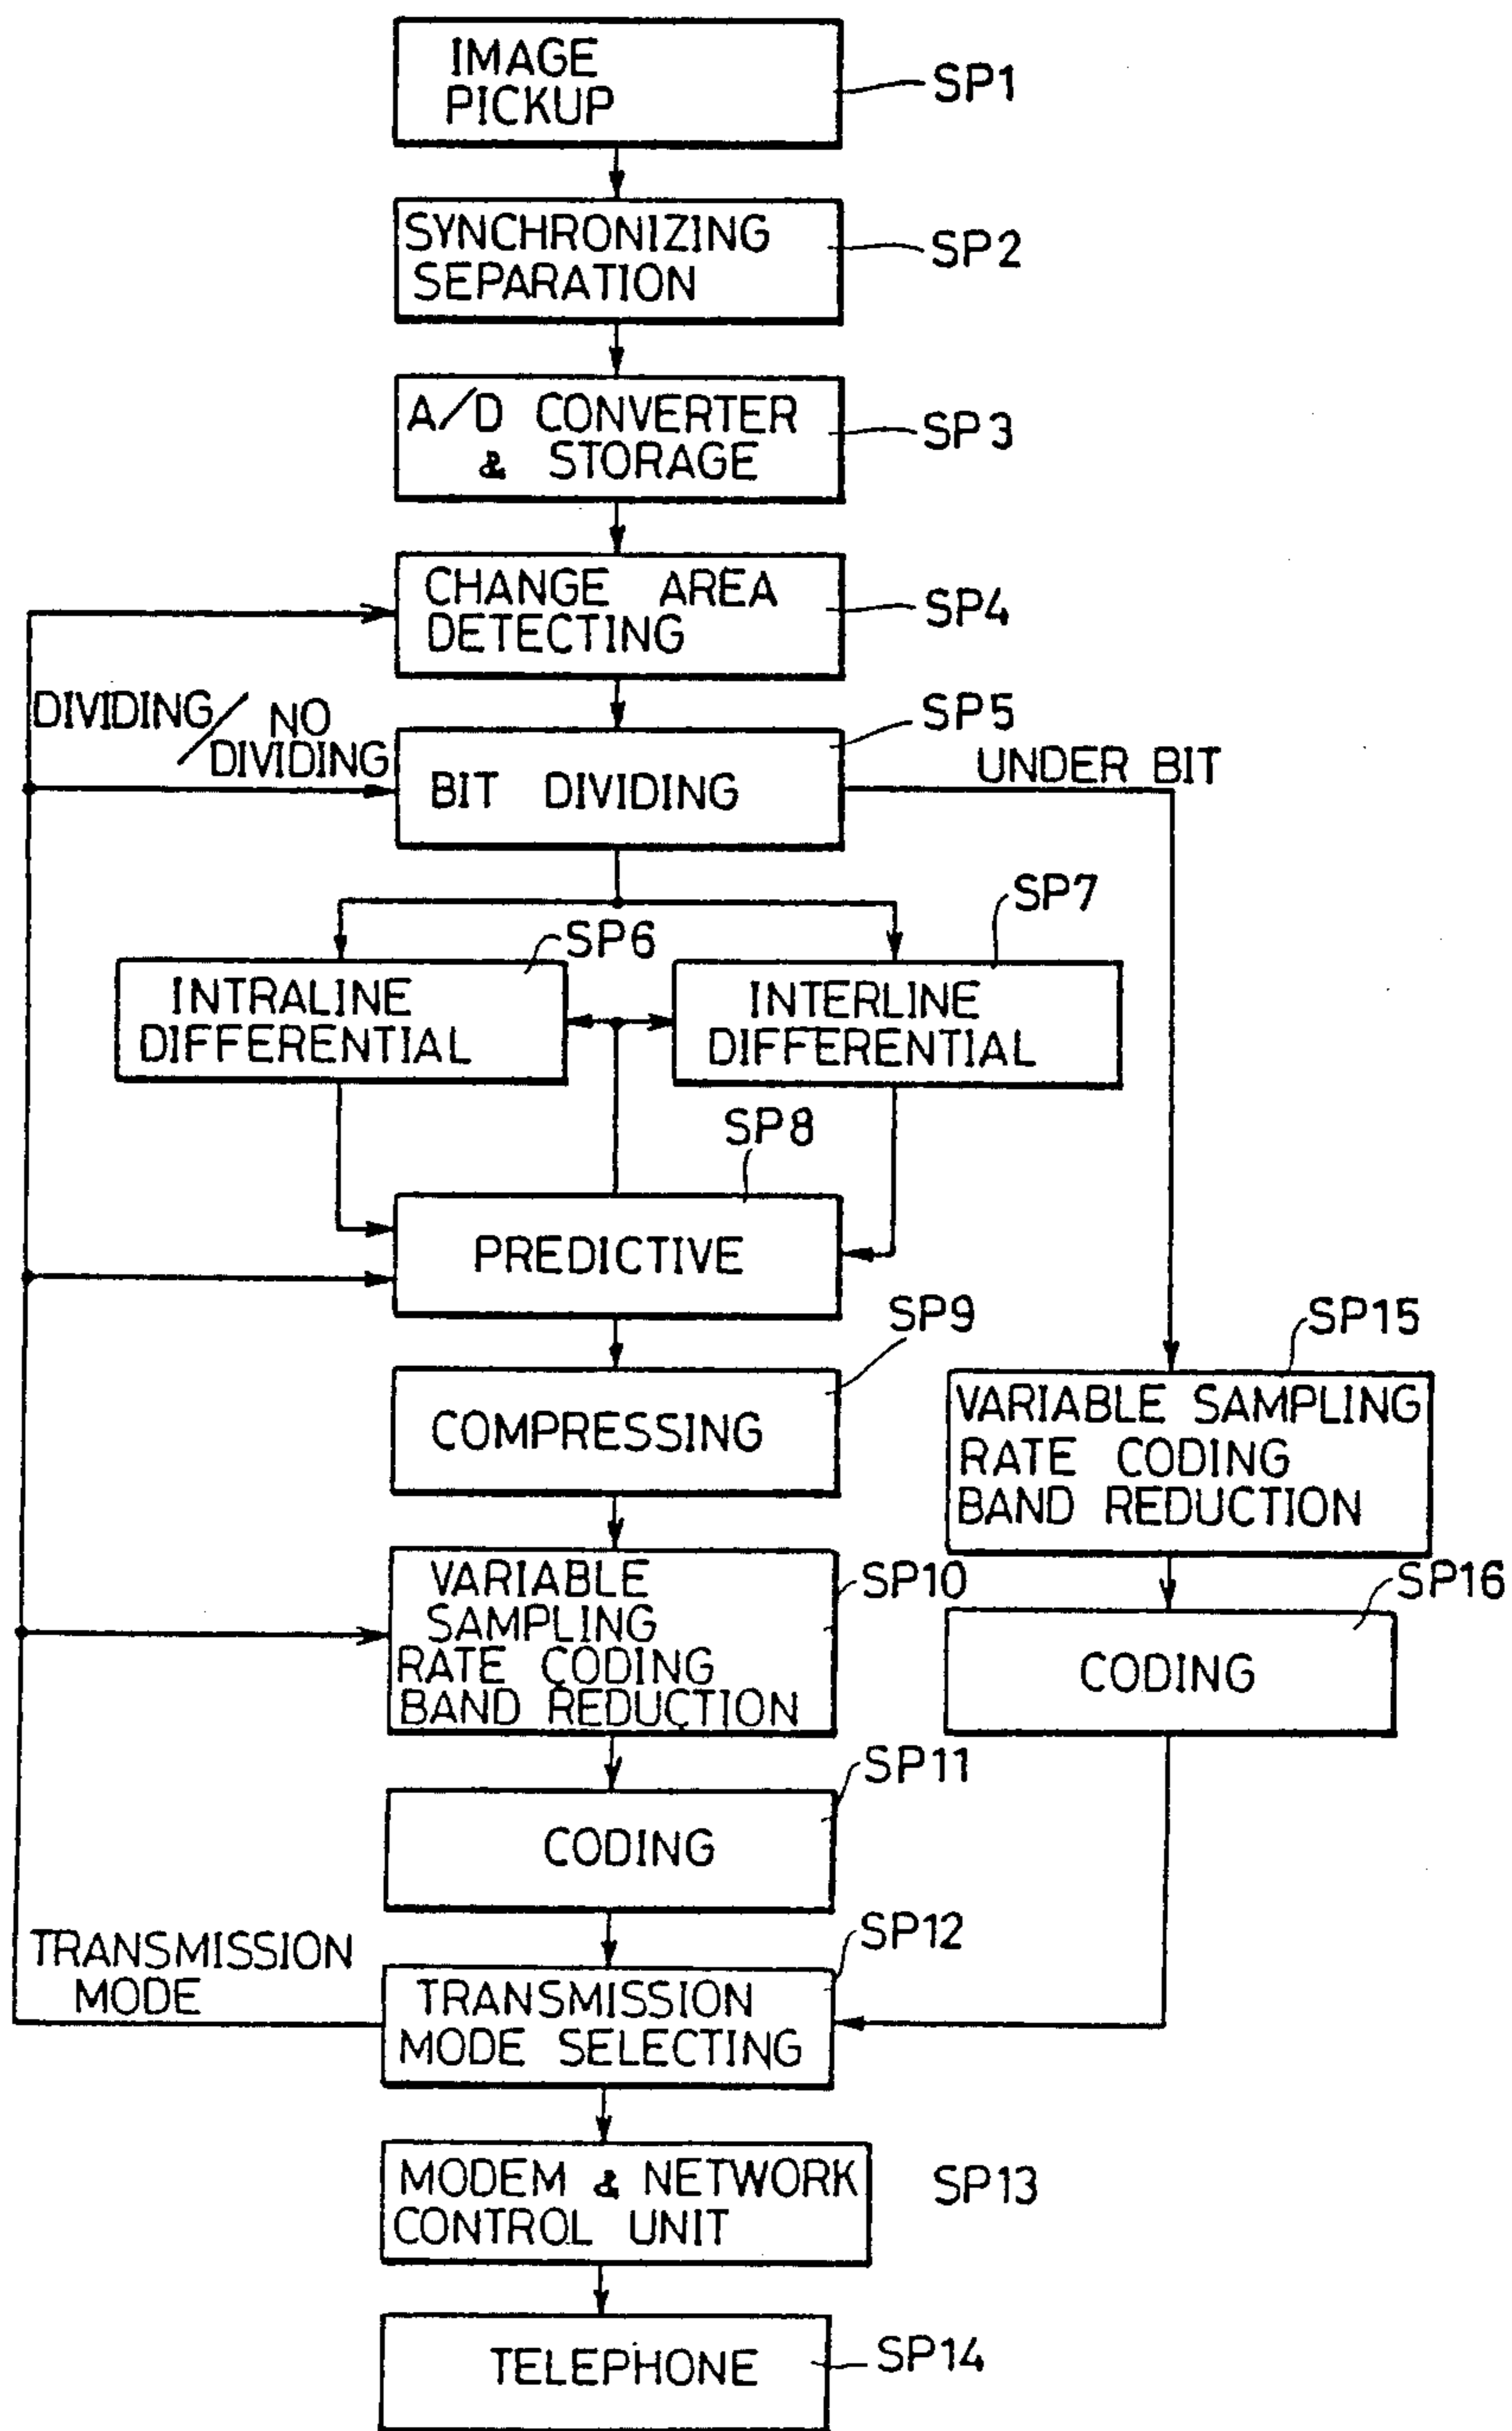 IMAGE
PICKUP
SP1
SYNCHRONIZING
SEPARATION
SP2
A/D CONVERTER
& STORAGE
SP3
CHANGE AREA
DETECTING
SP4
DIVIDING/NO
DIVIDING
BIT DIVIDING
SP5
UNDER BIT
INTRALINE
DIFFERENTIAL
SP6
INTERLINE
DIFFERENTIAL
SP7
PREDICTIVE
SP8
COMPRESSING
SP9
VARIABLE SAMPLING
RATE CODING
BAND REDUCTION
SP15
VARIABLE
SAMPLING
RATE CODING
BAND REDUCTION
SP10
CODING
SP16
CODING
SP11
TRANSMISSION
MODE
TRANSMISSION
MODE SELECTING
SP12
MODEM & NETWORK
CONTROL UNIT
SP13
TELEPHONE
SP14